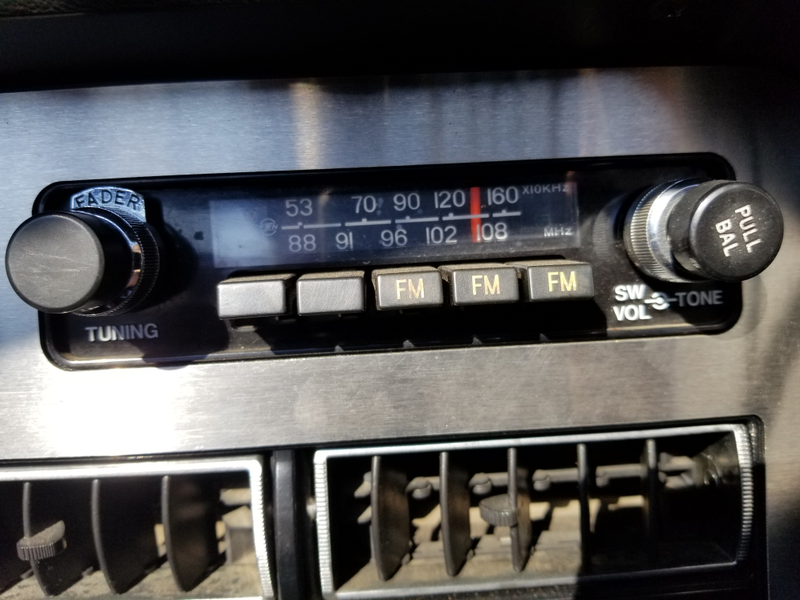 FADER
53 70 90 120 160 X10KHz
88 91 96 102 108 MHz
FM FM FM
TUNING
PULL
BAL
SW
VOL
TONE